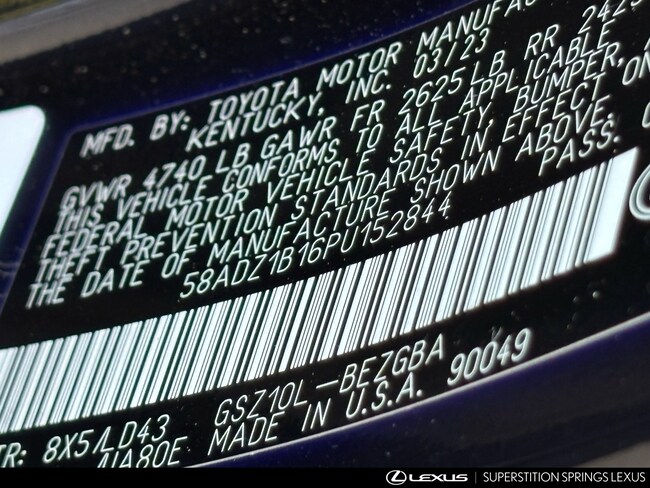 MFD. BY: TOYOTA MOTOR
KENTUCKY, INC. 03/23
GVWR 4740 LB GAWR FR 2625 LB RR
THIS VEHICLE CONFORMS TO ALL APPLICABLE
FEDERAL MOTOR VEHICLE SAFETY, BUMPER,
THEFT PREVENTION STANDARDS IN EFFECT ON
THE DATE OF MANUFACTURE SHOWN ABOVE.
58ADZ1B16PU152844 PASS:
GSZ10L-BEZGBA
TR: 8X5/LD43 MADE IN U.S.A. 90049
LEXUS | SUPERSTITION SPRINGS LEXUS